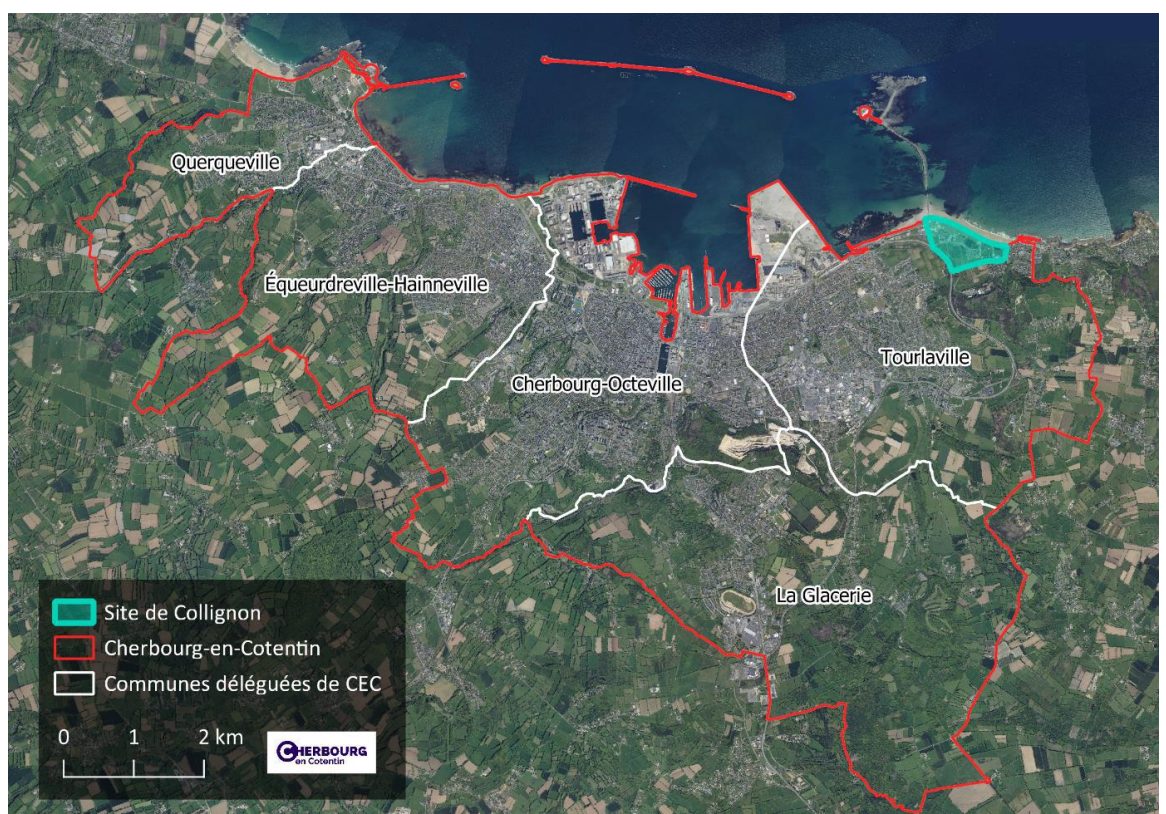 Querqueville
Équeurdreville-Hainneville
Cherbourg-Octeville
Tourlaville
La Glacerie
Site de Collignon
Cherbourg-en-Cotentin
Communes déléguées de CEC
0 1 2 km
CHERBOURG
en Cotentin